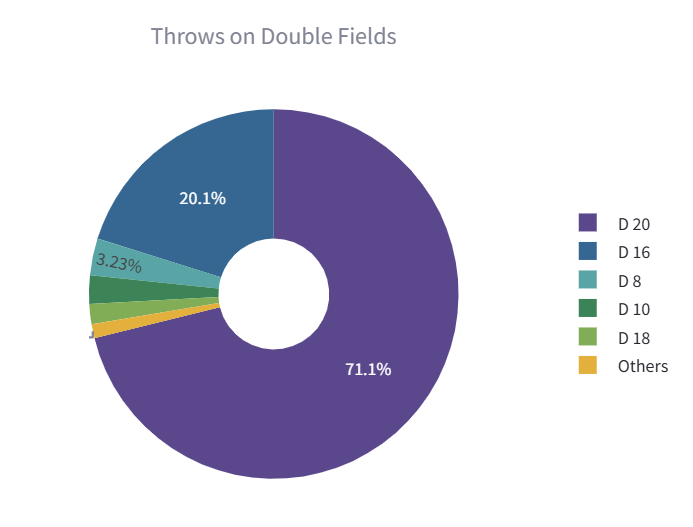 Throws on Double Fields
20.1%
3.23%
71.1%
D 20
D 16
D 8
D 10
D 18
Others